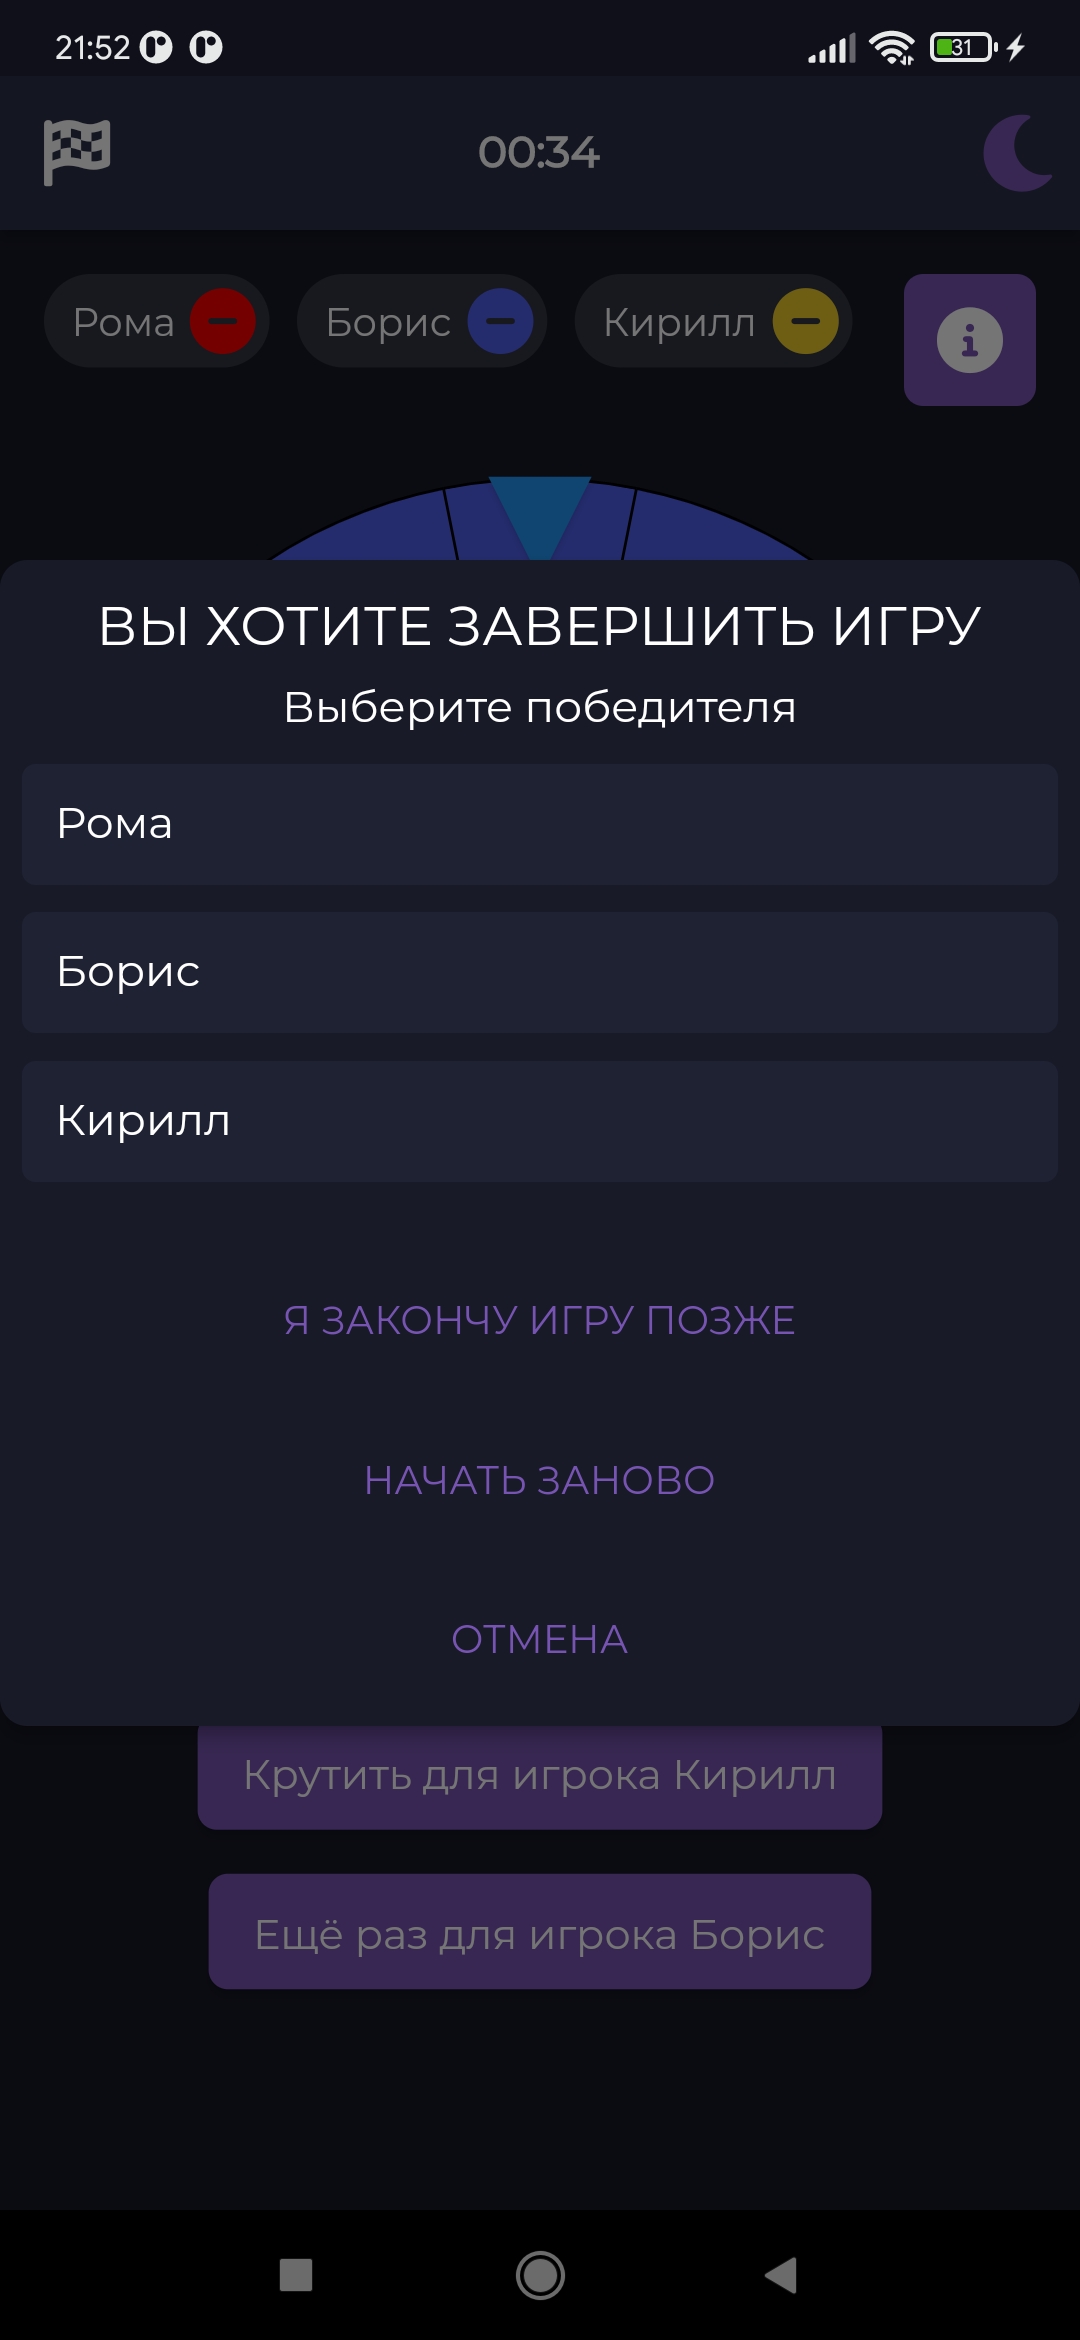 21:52
31
00:34
Рома
Борис
Кирилл
ВЫ ХОТИТЕ ЗАВЕРШИТЬ ИГРУ
Выберите победителя
Рома
Борис
Кирилл
Я ЗАКОНЧУ ИГРУ ПОЗЖЕ
НАЧАТЬ ЗАНОВО
ОТМЕНА
Крутить для игрока Кирилл
Ещё раз для игрока Борис